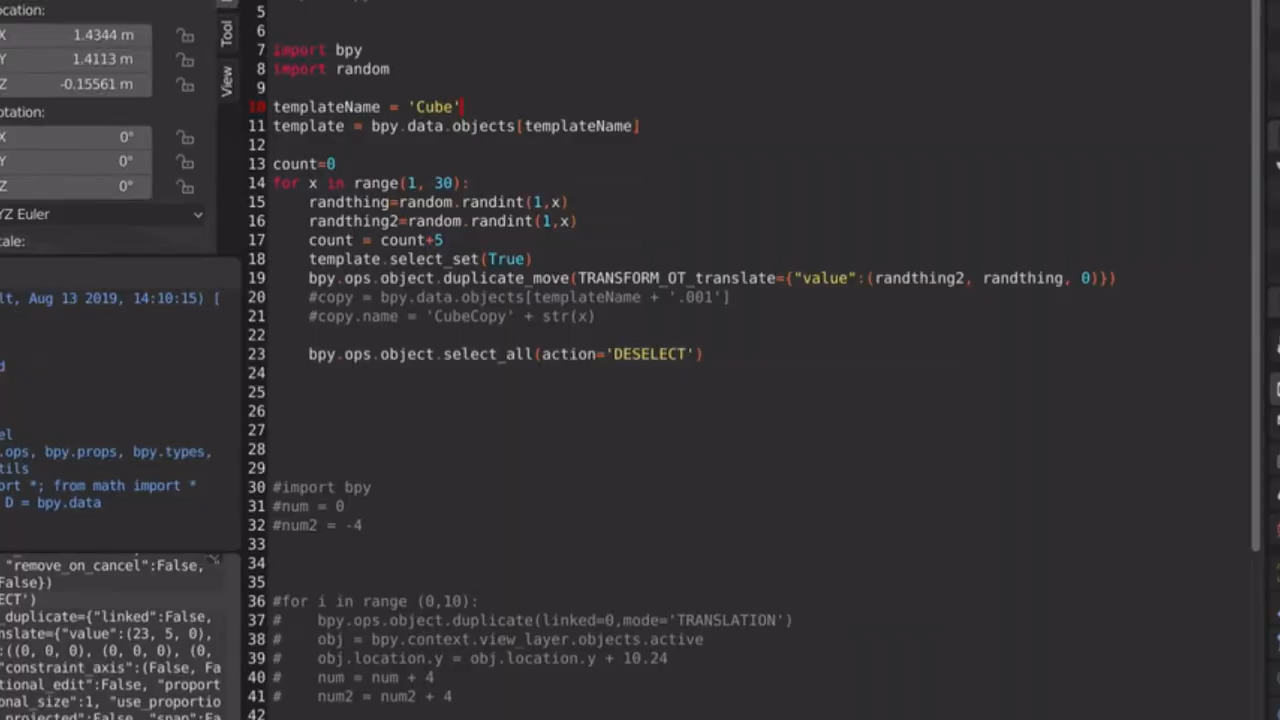 ocation:
X 1.4344 m
Y 1.4113 m
Z -0.15561 m
otation:
X 0°
Y 0°
Z 0°
YZ Euler
cale:
Tool
View
lt, Aug 13 2019, 14:10:15) [
d
el
.ops, bpy.props, bpy.types,
tils
ort *; from math import *
D = bpy.data
"remove_on_cancel":False,
False})
ECT')
_duplicate={"linked":False,
nslate={"value":(23, 5, 0),
:((0, 0, 0), (0, 0, 0), (0,
"constraint_axis":(False, Fa
tional_edit":False, "proport
onal_size":1, "use_proportio
projected":False, "snap":Fa
5
6
7 import bpy
8 import random
9
10 templateName = 'Cube'
11 template = bpy.data.objects[templateName]
12
13 count=0
14 for x in range(1, 30):
15     randthing=random.randint(1,x)
16     randthing2=random.randint(1,x)
17     count = count+5
18     template.select_set(True)
19     bpy.ops.object.duplicate_move(TRANSFORM_OT_translate={"value":(randthing2, randthing, 0)})
20     #copy = bpy.data.objects[templateName + '.001']
21     #copy.name = 'CubeCopy' + str(x)
22
23     bpy.ops.object.select_all(action='DESELECT')
24
25
26
27
28
29
30 #import bpy
31 #num = 0
32 #num2 = -4
33
34
35
36 #for i in range (0,10):
37 #    bpy.ops.object.duplicate(linked=0,mode='TRANSLATION')
38 #    obj = bpy.context.view_layer.objects.active
39 #    obj.location.y = obj.location.y + 10.24
40 #    num = num + 4
41 #    num2 = num2 + 4
42